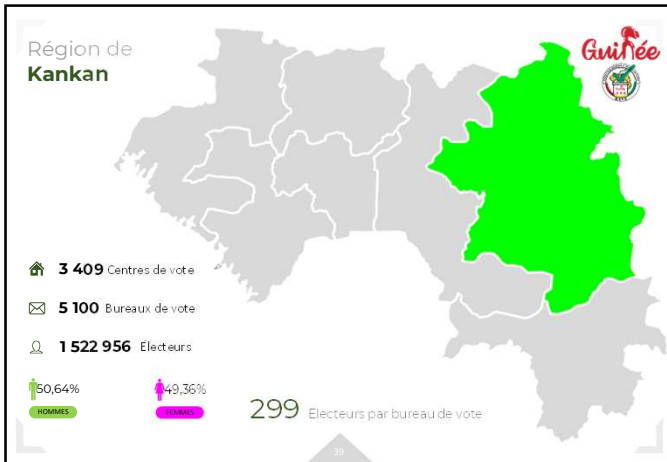 Région de
Kankan
Guinée
3 409 Centres de vote
5 100 Bureaux de vote
1 522 956 Électeurs
50,64%
49,36%
HOMMES
FEMMES
299 Electeurs par bureau de vote
39